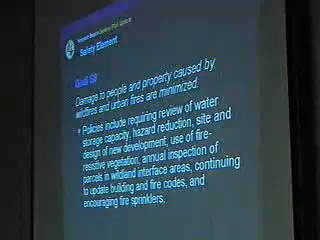 Safety Element
Goal S8
Damage to people and property caused by
wildfires and urban fires are minimized.
• Policies include requiring review of water
storage capacity, hazard reduction, site and
design of new development, use of fire-
resistive vegetation, annual inspection of
parcels in wildland interface areas, continuing
to update building and fire codes, and
encouraging fire sprinklers.